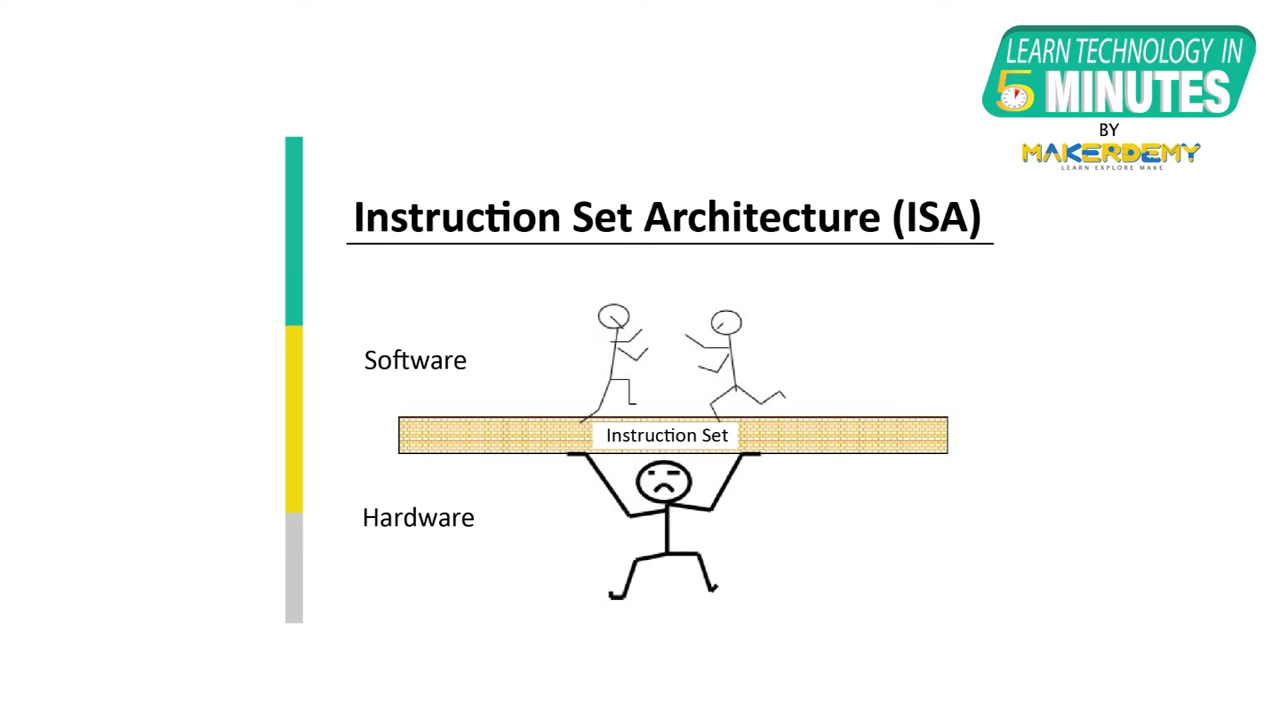 LEARN TECHNOLOGY IN
5 MINUTES
BY
MAKERDEMY
LEARN EXPLORE MAKE
Instruction Set Architecture (ISA)
Software
Instruction Set
Hardware